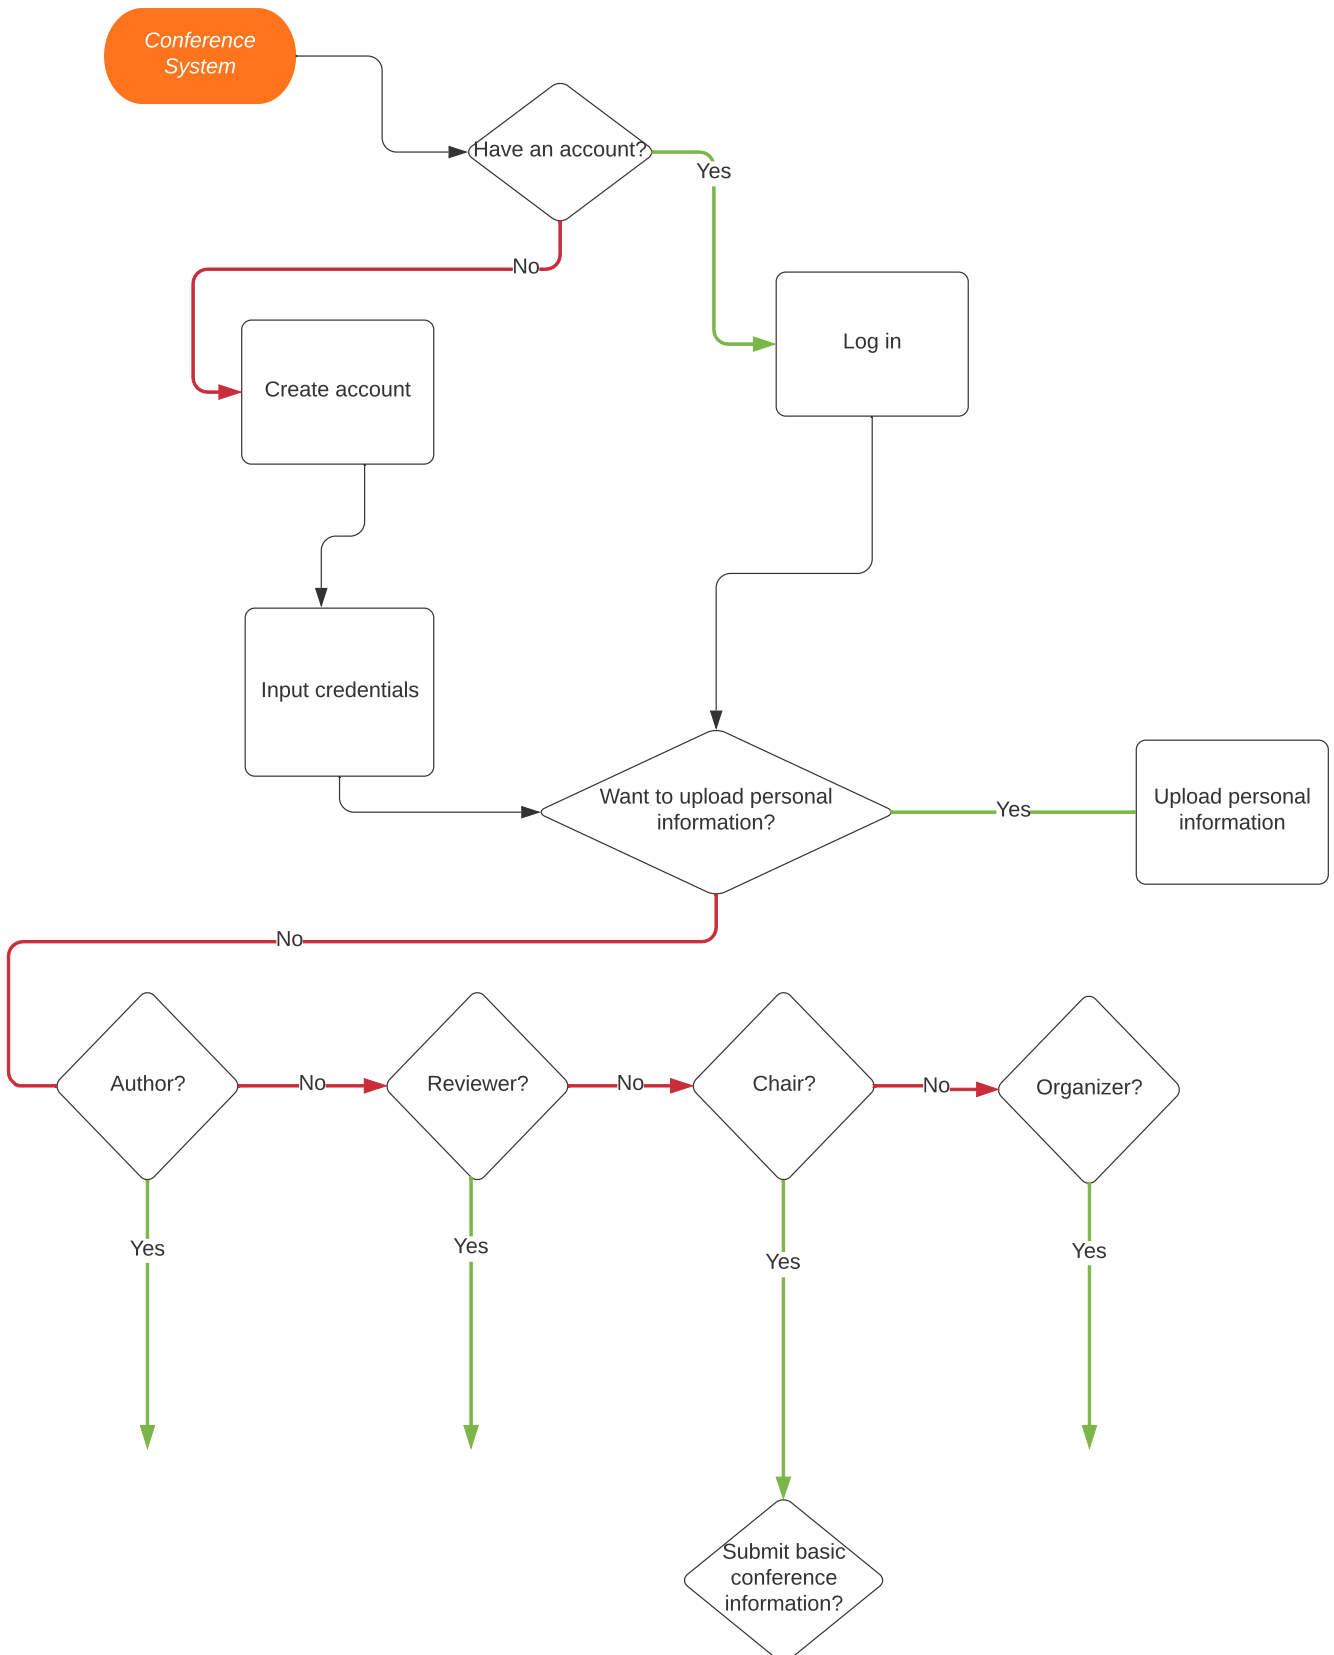 Conference
System
Have an account?
Yes
No
Log in
Create account
Input credentials
Want to upload personal
information?
Yes
Upload personal
information
No
Author?
No
Reviewer?
No
Chair?
No
Organizer?
Yes
Yes
Yes
Yes
Submit basic
conference
information?